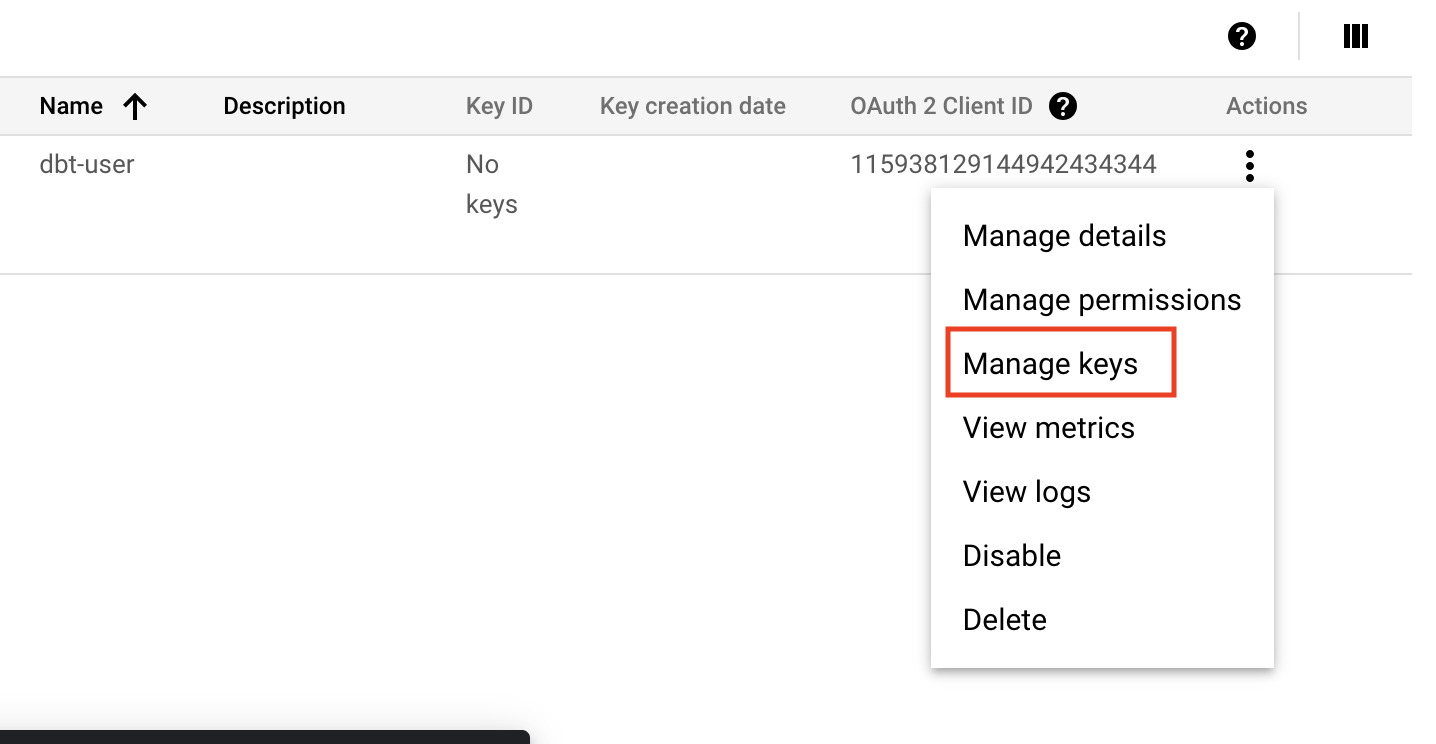 Name Description Key ID Key creation date OAuth 2 Client ID Actions
dbt-user No keys 115938129144942434344
Manage details
Manage permissions
Manage keys
View metrics
View logs
Disable
Delete